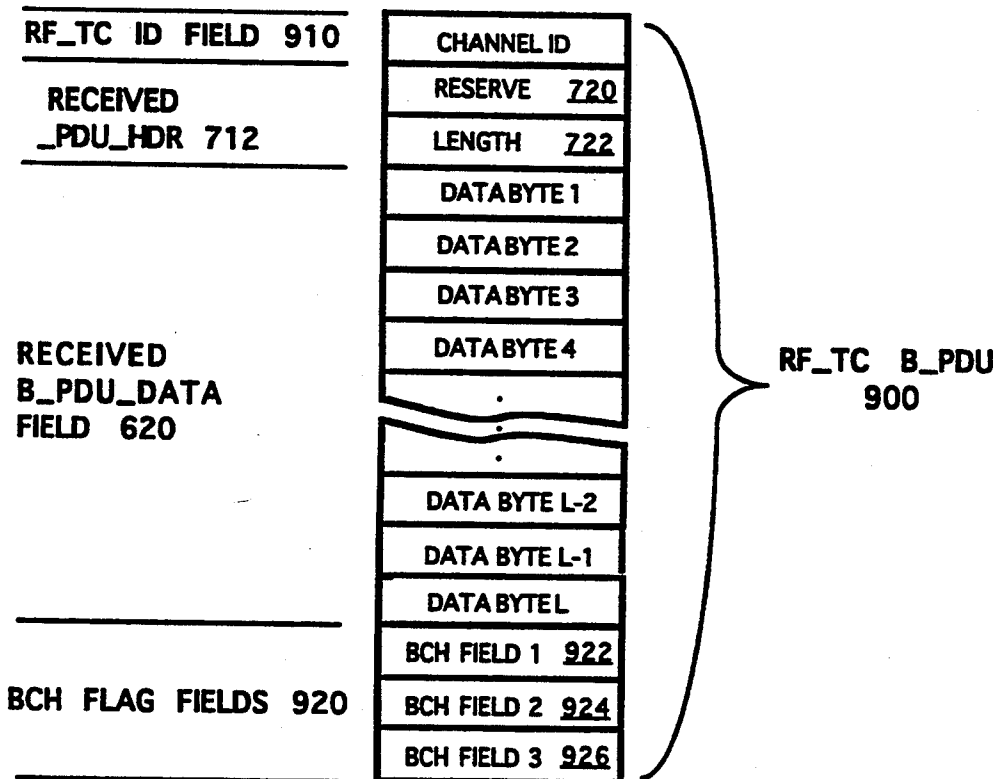 RF_TC ID FIELD 910
CHANNEL ID
RECEIVED
_PDU_HDR 712
RESERVE 720
LENGTH 722
DATA BYTE 1
DATA BYTE 2
DATA BYTE 3
DATA BYTE 4
RECEIVED
B_PDU_DATA
FIELD 620
DATA BYTE L-2
DATA BYTE L-1
DATA BYTE L
BCH FLAG FIELDS 920
BCH FIELD 1 922
BCH FIELD 2 924
BCH FIELD 3 926
RF_TC B_PDU
900